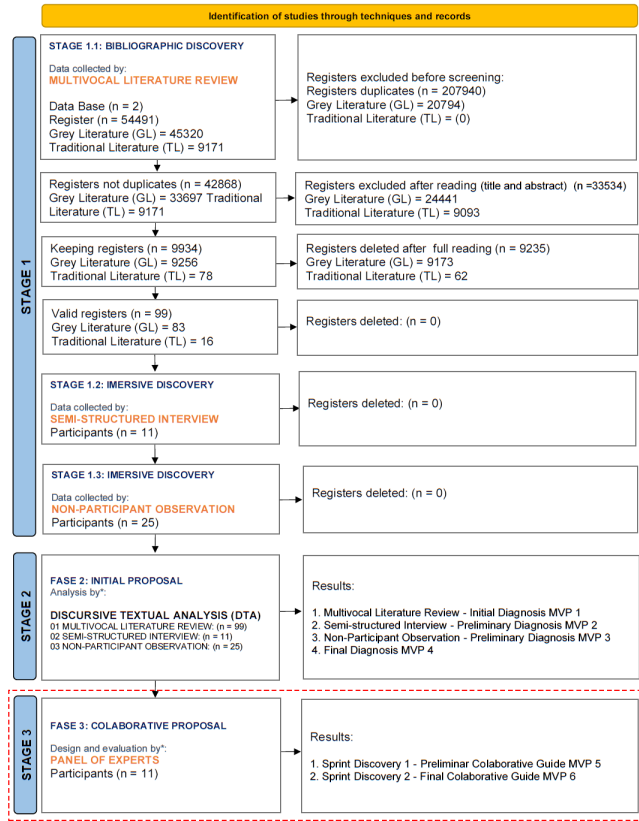 Identification of studies through techniques and records
STAGE 1
STAGE 1.1: BIBLIOGRAPHIC DISCOVERY
Data collected by:
MULTIVOCAL LITERATURE REVIEW
Data Base (n = 2)
Register (n = 54491)
Grey Literature (GL) = 45320
Traditional Literature (TL) = 9171
Registers excluded before screening:
Registers duplicates (n = 207940)
Grey Literature (GL) = 20794)
Traditional Literature (TL) = (0)
Registers not duplicates (n = 42868)
Grey Literature (GL) = 33697 Traditional
Literature (TL) = 9171
Registers excluded after reading (title and abstract) (n =33534)
Grey Literature (GL) = 24441
Traditional Literature (TL) = 9093
Keeping registers (n = 9934)
Grey Literature (GL) = 9256
Traditional Literature (TL) = 78
Registers deleted after full reading (n = 9235)
Grey Literature (GL) = 9173
Traditional Literature (TL) = 62
Valid registers (n = 99)
Grey Literature (GL) = 83
Traditional Literature (TL) = 16
Registers deleted: (n = 0)
STAGE 1.2: IMERSIVE DISCOVERY
Data collected by:
SEMI-STRUCTURED INTERVIEW
Participants (n = 11)
Registers deleted: (n = 0)
STAGE 1.3: IMERSIVE DISCOVERY
Data collected by:
NON-PARTICIPANT OBSERVATION
Participants (n = 25)
Registers deleted: (n = 0)
STAGE 2
FASE 2: INITIAL PROPOSAL
Analysis by*:
DISCURSIVE TEXTUAL ANALYSIS (DTA)
01 MULTIVOCAL LITERATURE REVIEW: (n = 99)
02 SEMI-STRUCTURED INTERVIEW: (n = 11)
03 NON-PARTICIPANT OBSERVATION: (n = 25)
Results:
1. Multivocal Literature Review - Initial Diagnosis MVP 1
2. Semi-structured Interview - Preliminary Diagnosis MVP 2
3. Non-Participant Observation - Preliminary Diagnosis MVP 3
4. Final Diagnosis MVP 4
STAGE 3
FASE 3: COLABORATIVE PROPOSAL
Design and evaluation by*:
PANEL OF EXPERTS
Participants (n = 11)
Results:
1. Sprint Discovery 1 - Preliminar Colaborative Guide MVP 5
2. Sprint Discovery 2 - Final Colaborative Guide MVP 6